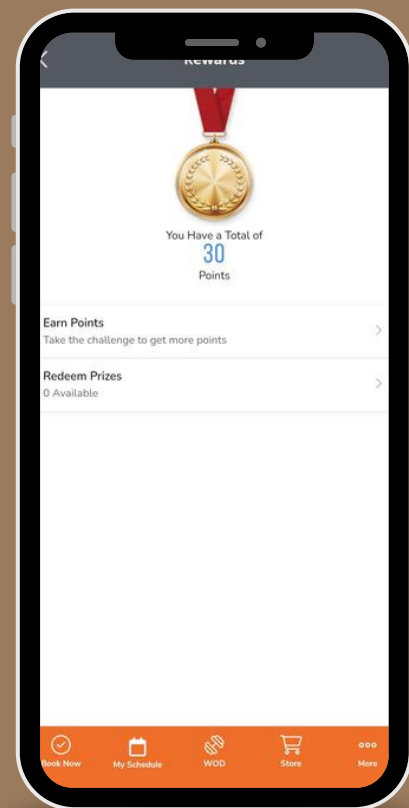 Rewards
You Have a Total of
30
Points
Earn Points
Take the challenge to get more points
Redeem Prizes
0 Available
Book Now My Schedule WOD Store More